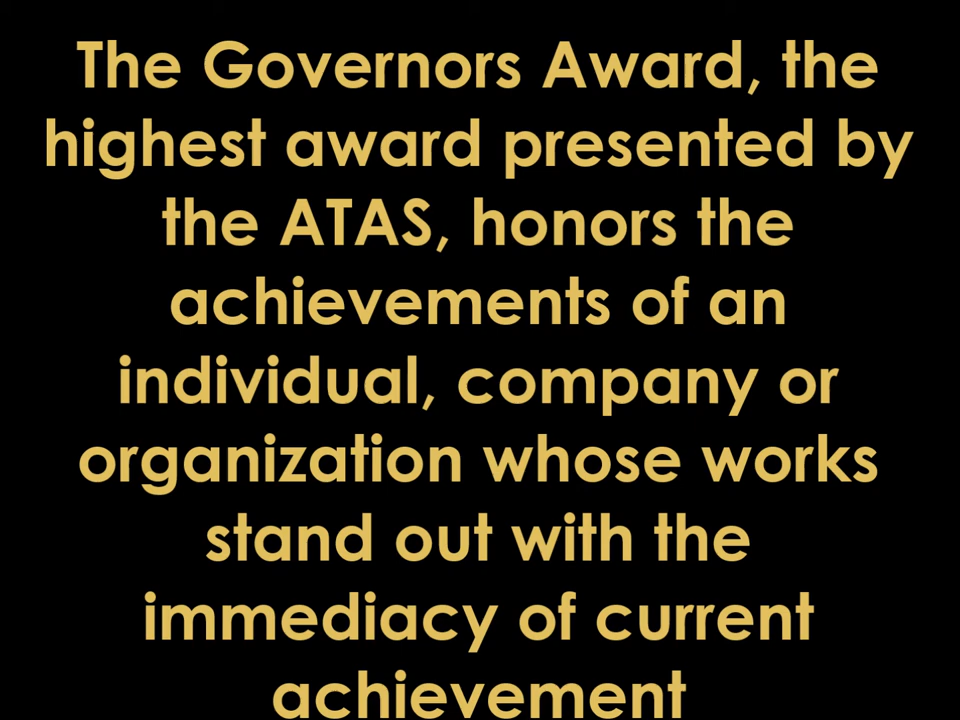 The Governors Award, the
highest award presented by
the ATAS, honors the
achievements of an
individual, company or
organization whose works
stand out with the
immediacy of current
achievement